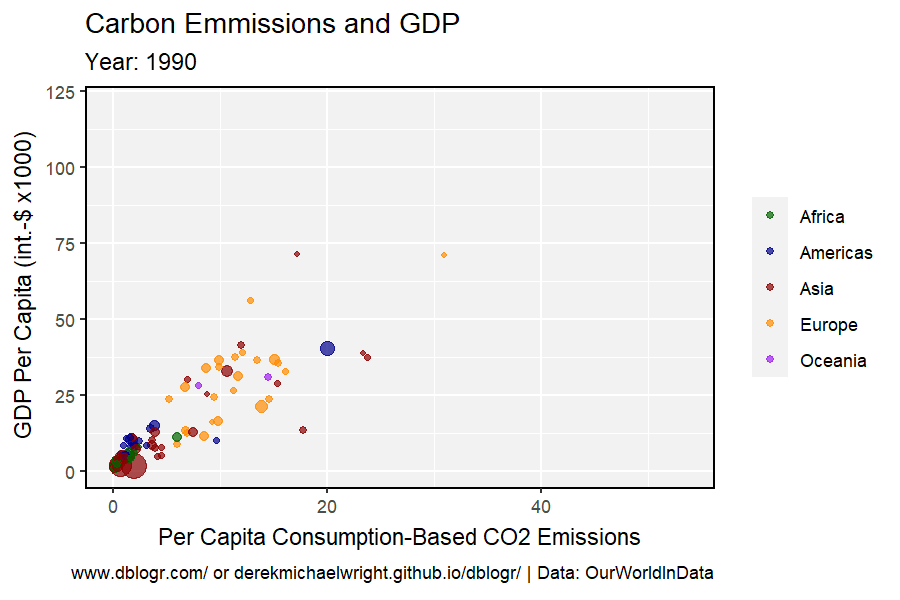 Carbon Emmissions and GDP
Year: 1990
GDP Per Capita (int.-$ x1000)
125
100
75
50
25
0
0 20 40
Per Capita Consumption-Based CO2 Emissions
Africa
Americas
Asia
Europe
Oceania
www.dblogr.com/ or derekmichaelwright.github.io/dblogr/ | Data: OurWorldInData